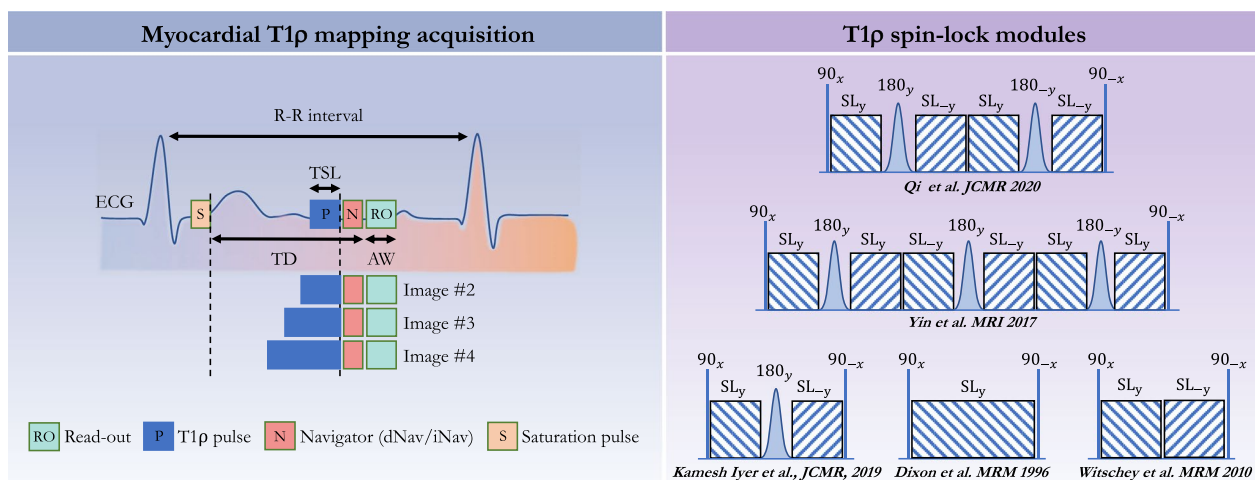 Myocardial T1ρ mapping acquisition
R-R interval
TSL
ECG
S
P
N
RO
TD
AW
Image #2
Image #3
Image #4
RO Read-out
P T1ρ pulse
N Navigator (dNav/iNav)
S Saturation pulse
T1ρ spin-lock modules
90x 180y 180−y 90−x
SLy SL−y SLy SL−y
Qi et al. JCMR 2020
90x 180y 180y 180−y 90−x
SLy SLy SL−y SL−y SLy SLy
Yin et al. MRI 2017
90x 180y 90−x
SLy SL−y
Kamesh Iyer et al., JCMR, 2019
90x 90−x
SLy
Dixon et al. MRM 1996
90x 90−x
SLy SL−y
Witschey et al. MRM 2010